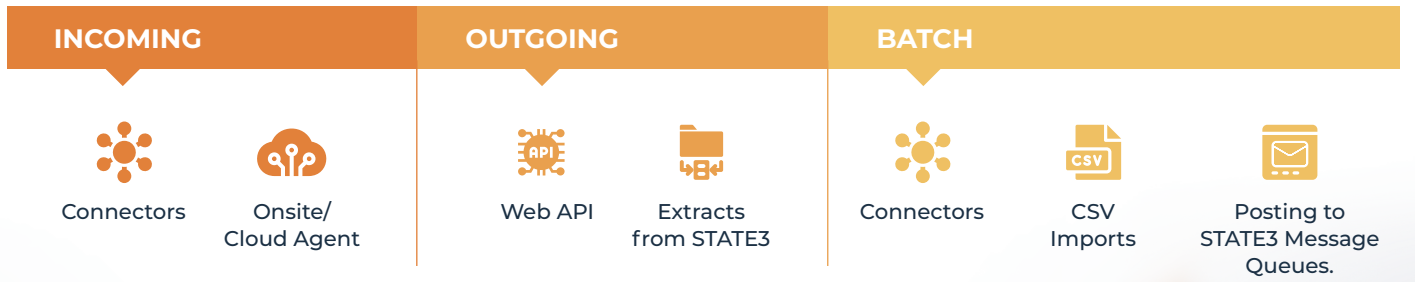 INCOMING
OUTGOING
BATCH
Connectors
Onsite/
Cloud Agent
API
Web API
Extracts
from STATE3
Connectors
CSV
CSV
Imports
Posting to
STATE3 Message
Queues.